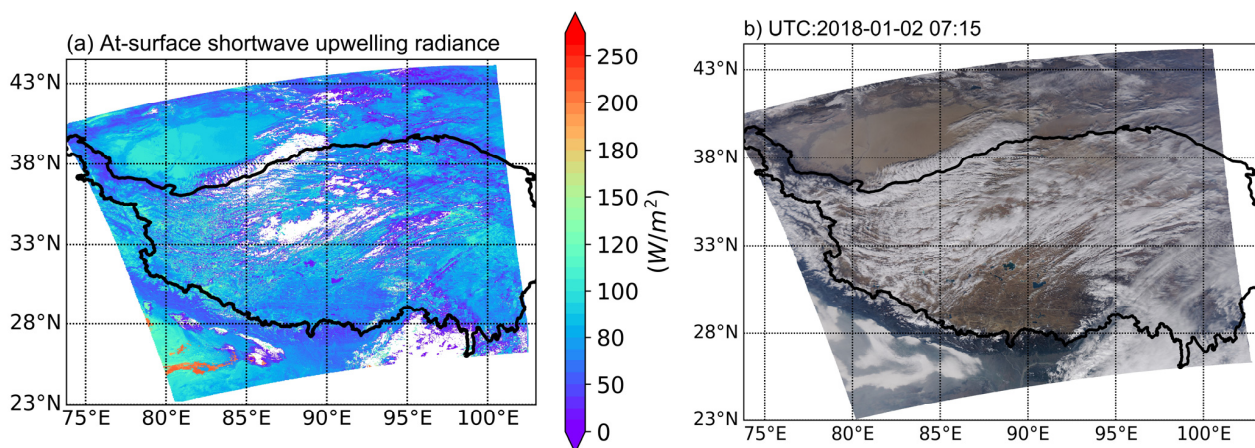 (a) At-surface shortwave upwelling radiance
43°N
38°N
33°N
28°N
23°N
75°E 80°E 85°E 90°E 95°E 100°E
250
200
180
150
120
100
80
50
0
(W/m²)
b) UTC:2018-01-02 07:15
43°N
38°N
33°N
28°N
23°N
75°E 80°E 85°E 90°E 95°E 100°E